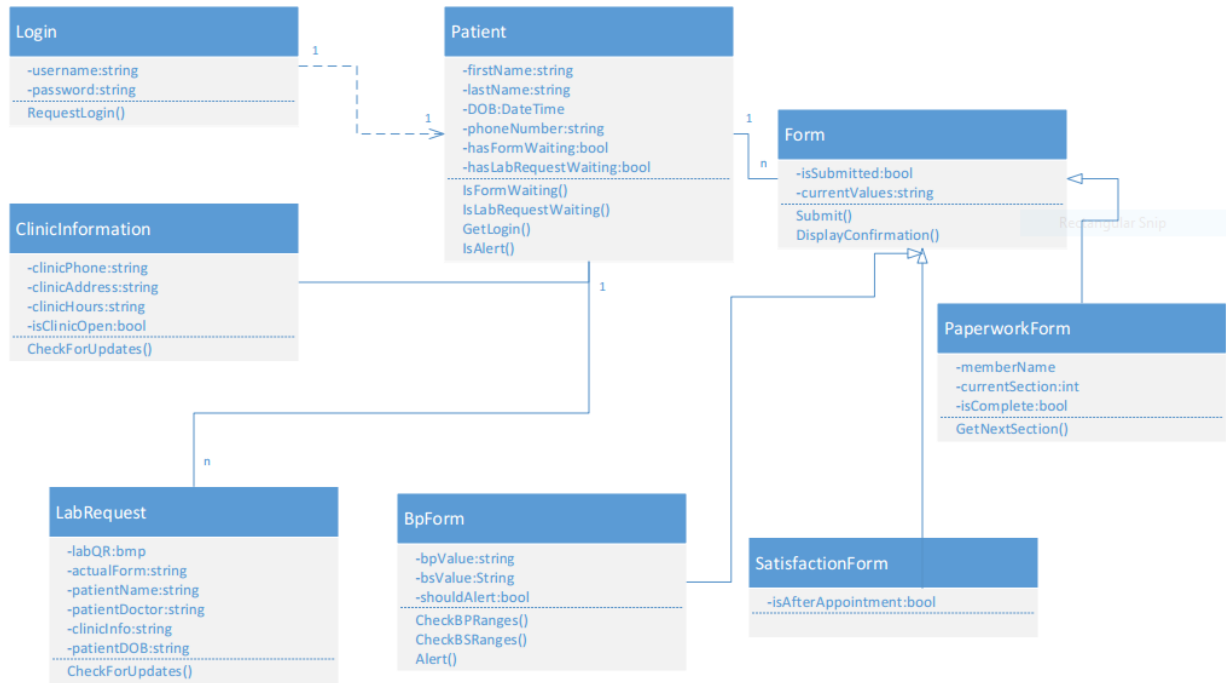 Login
-username:string
-password:string
RequestLogin()
1
1
Patient
-firstName:string
-lastName:string
-DOB:DateTime
-phoneNumber:string
-hasFormWaiting:bool
-hasLabRequestWaiting:bool
IsFormWaiting()
IsLabRequestWaiting()
GetLogin()
IsAlert()
1
n
Form
-isSubmitted:bool
-currentValues:string
Submit()
DisplayConfirmation()
Rectangular Snip
ClinicInformation
-clinicPhone:string
-clinicAddress:string
-clinicHours:string
-isClinicOpen:bool
CheckForUpdates()
1
n
PaperworkForm
-memberName
-currentSection:int
-isComplete:bool
GetNextSection()
LabRequest
-labQR:bmp
-actualForm:string
-patientName:string
-patientDoctor:string
-clinicInfo:string
-patientDOB:string
CheckForUpdates()
BpForm
-bpValue:string
-bsValue:String
-shouldAlert:bool
CheckBPRanges()
CheckBSRanges()
Alert()
SatisfactionForm
-isAfterAppointment:bool